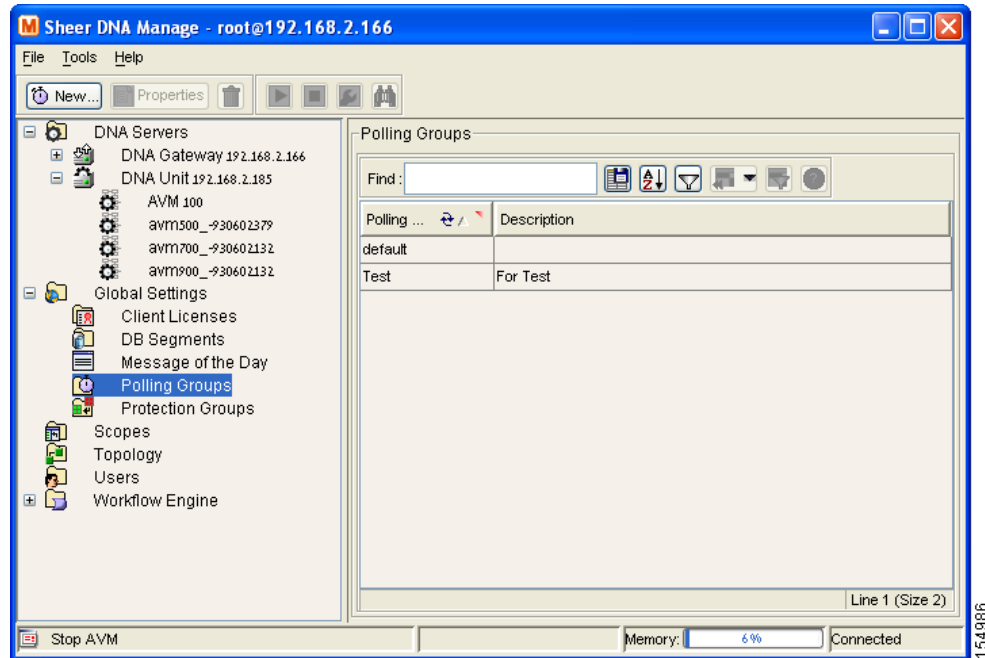 M Sheer DNA Manage - root@192.168.2.166
File Tools Help
New... Properties
DNA Servers
DNA Gateway 192.168.2.166
DNA Unit 192.168.2.185
AVM 100
avm500_-930602379
avm700_-930602132
avm900_-930602132
Global Settings
Client Licenses
DB Segments
Message of the Day
Polling Groups
Protection Groups
Scopes
Topology
Users
Workflow Engine
Polling Groups
Find :
Polling ... Description
default
Test For Test
Line 1 (Size 2)
Stop AVM Memory: 6% Connected
154986